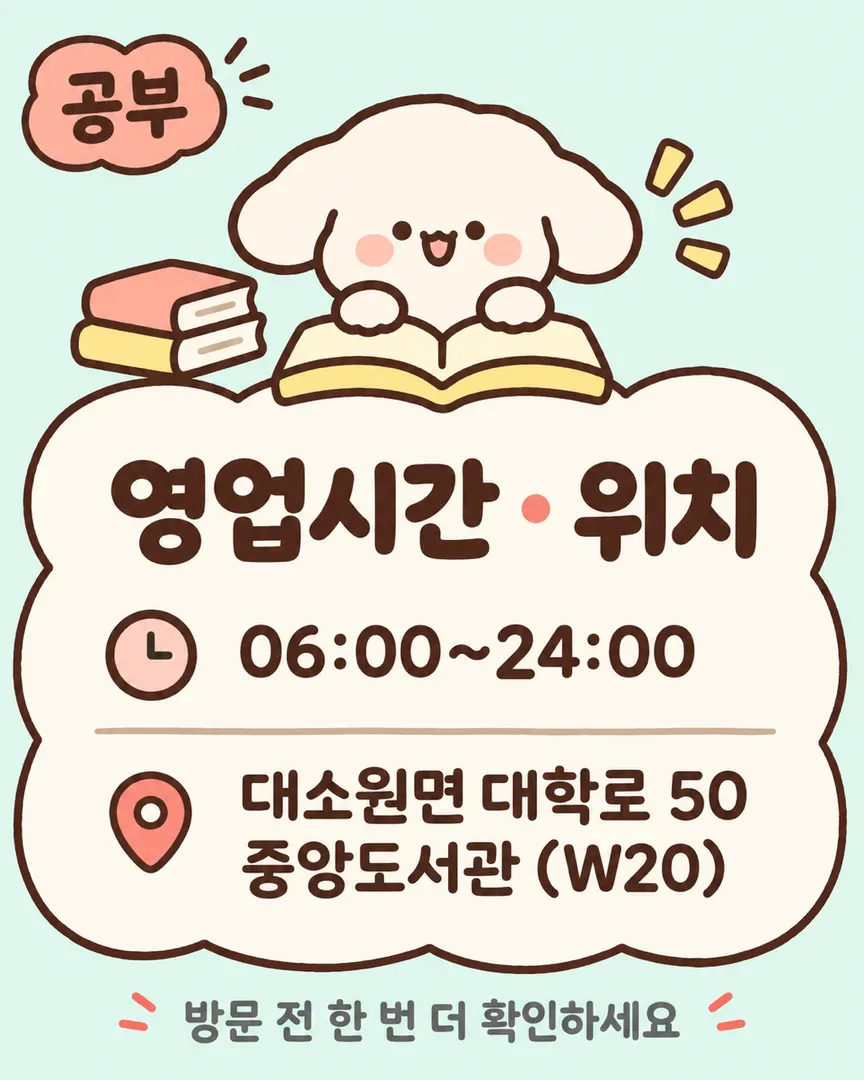 공부
영업시간 · 위치
06:00~24:00
대소원면 대학로 50
중앙도서관 (W20)
방문 전 한 번 더 확인하세요